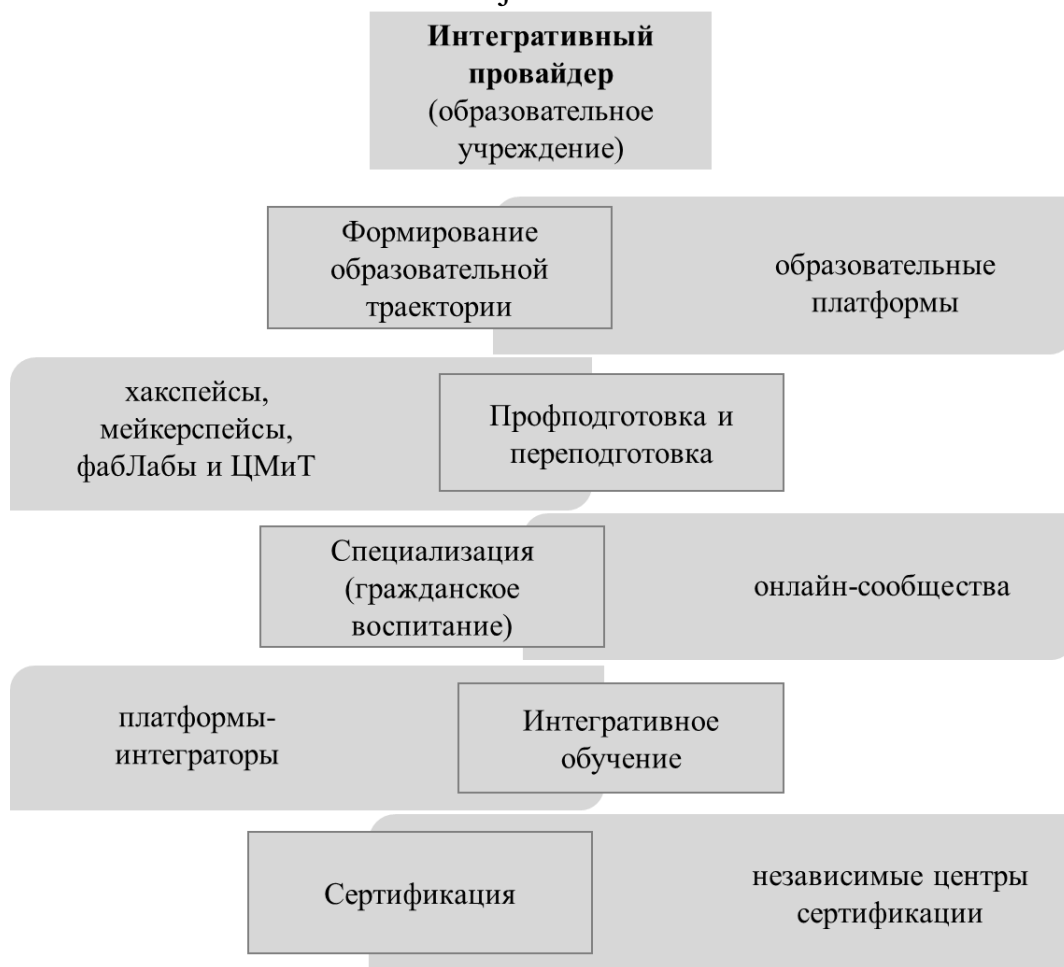 Интегративный
провайдер
(образовательное
учреждение)
Формирование
образовательной
траектории
образовательные
платформы
хакспейсы,
мейкерспейсы,
фабЛабы и ЦМиТ
Профподготовка и
переподготовка
Специализация
(гражданское
воспитание)
онлайн-сообщества
платформы-
интеграторы
Интегративное
обучение
Сертификация
независимые центры
сертификации